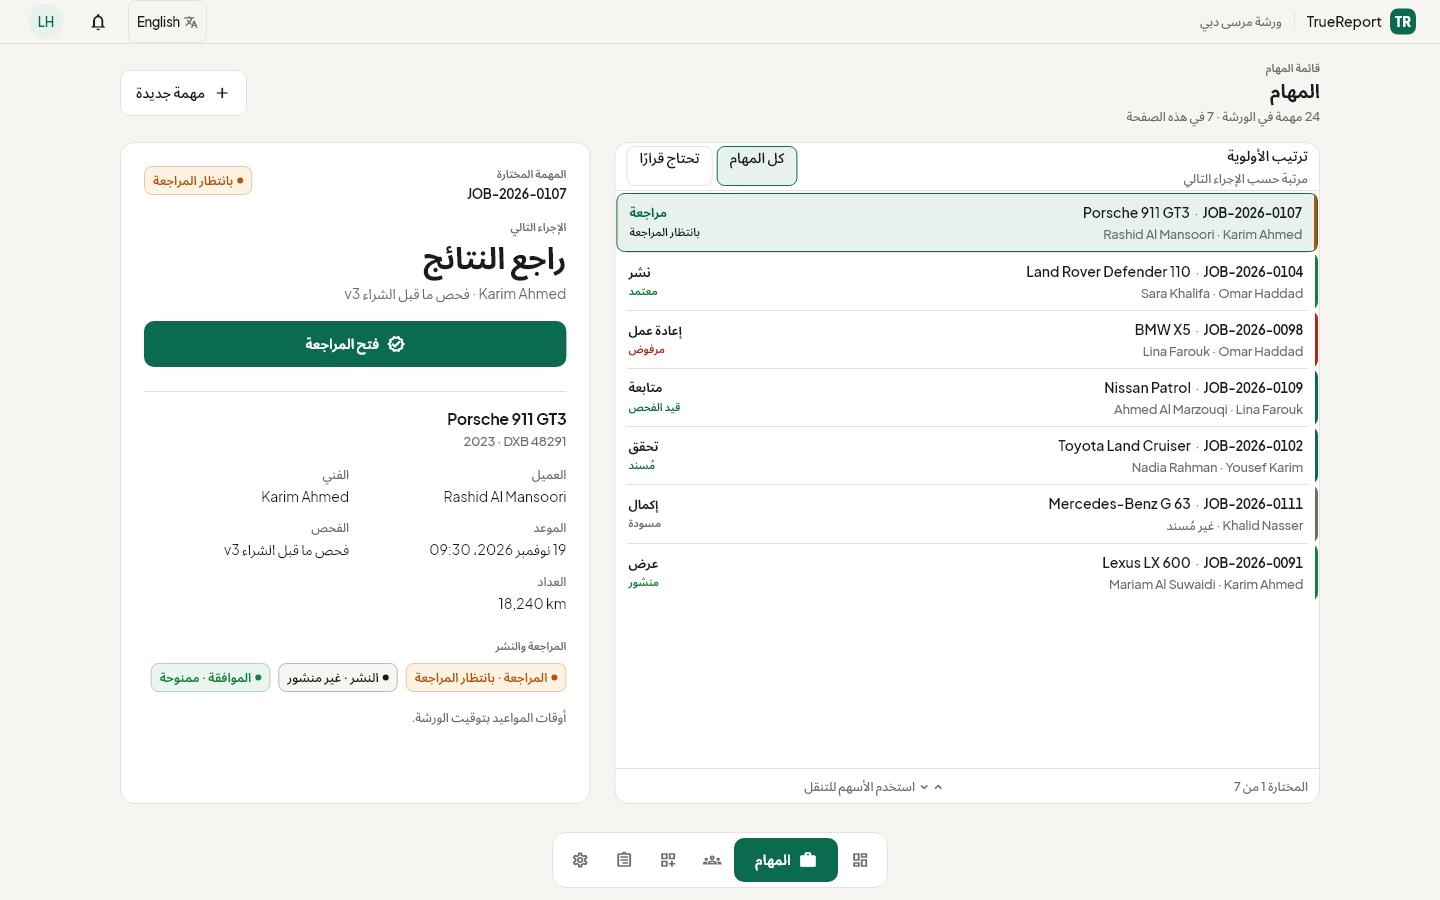 TR TrueReport
ورشة مرسى دبي
English
LH
قائمة المهام
المهام
24 مهمة في الورشة · 7 في هذه الصفحة
مهمة جديدة
ترتيب الأولوية
مرتبة حسب الإجراء التالي
كل المهام
تحتاج قرارًا
JOB-2026-0107 · Porsche 911 GT3
Rashid Al Mansoori · Karim Ahmed
مراجعة
بانتظار المراجعة
JOB-2026-0104 · Land Rover Defender 110
Sara Khalifa · Omar Haddad
نشر
معتمد
JOB-2026-0098 · BMW X5
Lina Farouk · Omar Haddad
إعادة عمل
مرفوض
JOB-2026-0109 · Nissan Patrol
Ahmed Al Marzouqi · Lina Farouk
متابعة
قيد الفحص
JOB-2026-0102 · Toyota Land Cruiser
Nadia Rahman · Yousef Karim
تحقق
مُسند
JOB-2026-0111 · Mercedes-Benz G 63
Khalid Nasser · غير مُسند
إكمال
مسودة
JOB-2026-0091 · Lexus LX 600
Mariam Al Suwaidi · Karim Ahmed
عرض
منشور
المختارة 1 من 7
استخدم الأسهم للتنقل
المهمة المختارة
JOB-2026-0107
بانتظار المراجعة
الإجراء التالي
راجع النتائج
Karim Ahmed · فحص ما قبل الشراء v3
فتح المراجعة
Porsche 911 GT3
2023 · DXB 48291
العميل
Rashid Al Mansoori
الفني
Karim Ahmed
الموعد
19 نوفمبر 2026، 09:30
الفحص
فحص ما قبل الشراء v3
العداد
18,240 km
المراجعة والنشر
المراجعة · بانتظار المراجعة
النشر · غير منشور
الموافقة · ممنوحة
أوقات المواعيد بتوقيت الورشة.
المهام